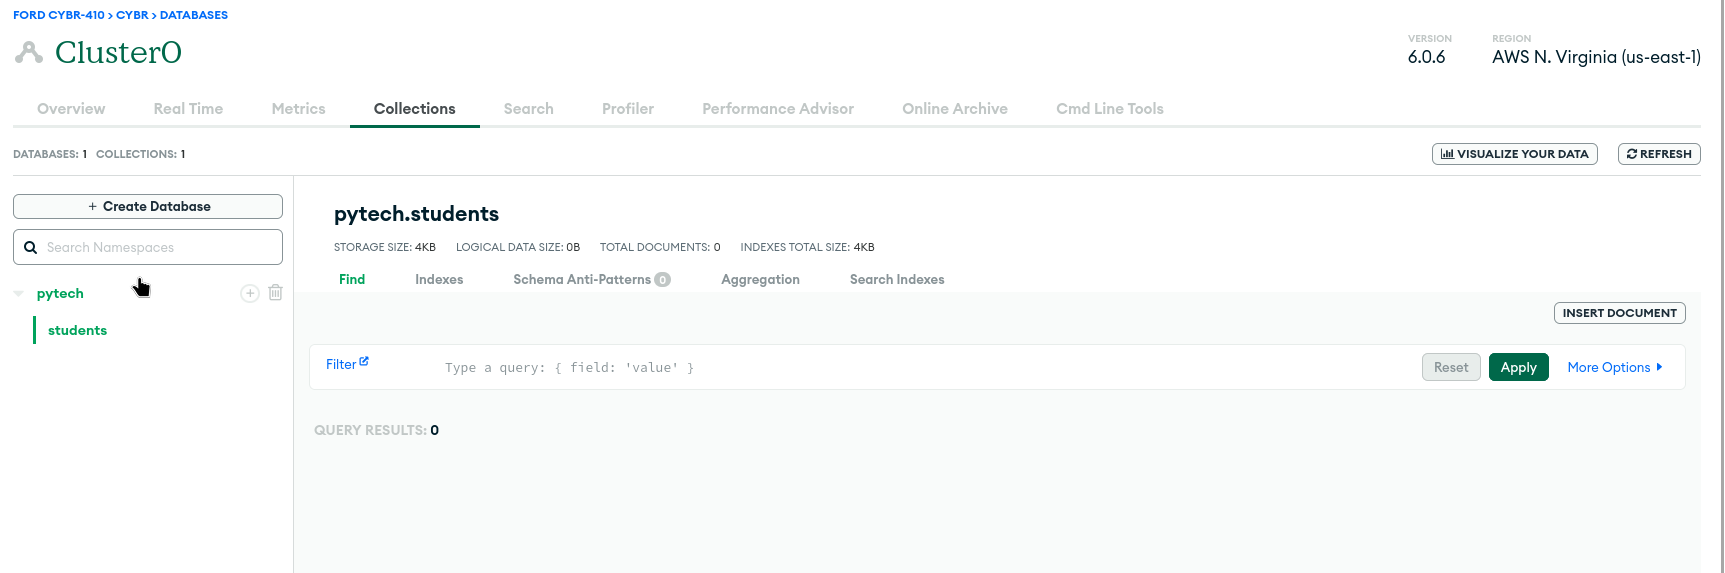 FORD CYBR-410 > CYBR > DATABASES
Cluster0
VERSION REGION
6.0.6 AWS N. Virginia (us-east-1)
Overview Real Time Metrics Collections Search Profiler Performance Advisor Online Archive Cmd Line Tools
DATABASES: 1 COLLECTIONS: 1 VISUALIZE YOUR DATA REFRESH
+ Create Database
Search Namespaces
pytech
students
pytech.students
STORAGE SIZE: 4KB LOGICAL DATA SIZE: 0B TOTAL DOCUMENTS: 0 INDEXES TOTAL SIZE: 4KB
Find Indexes Schema Anti-Patterns 0 Aggregation Search Indexes
INSERT DOCUMENT
Filter Type a query: { field: 'value' } Reset Apply More Options
QUERY RESULTS: 0